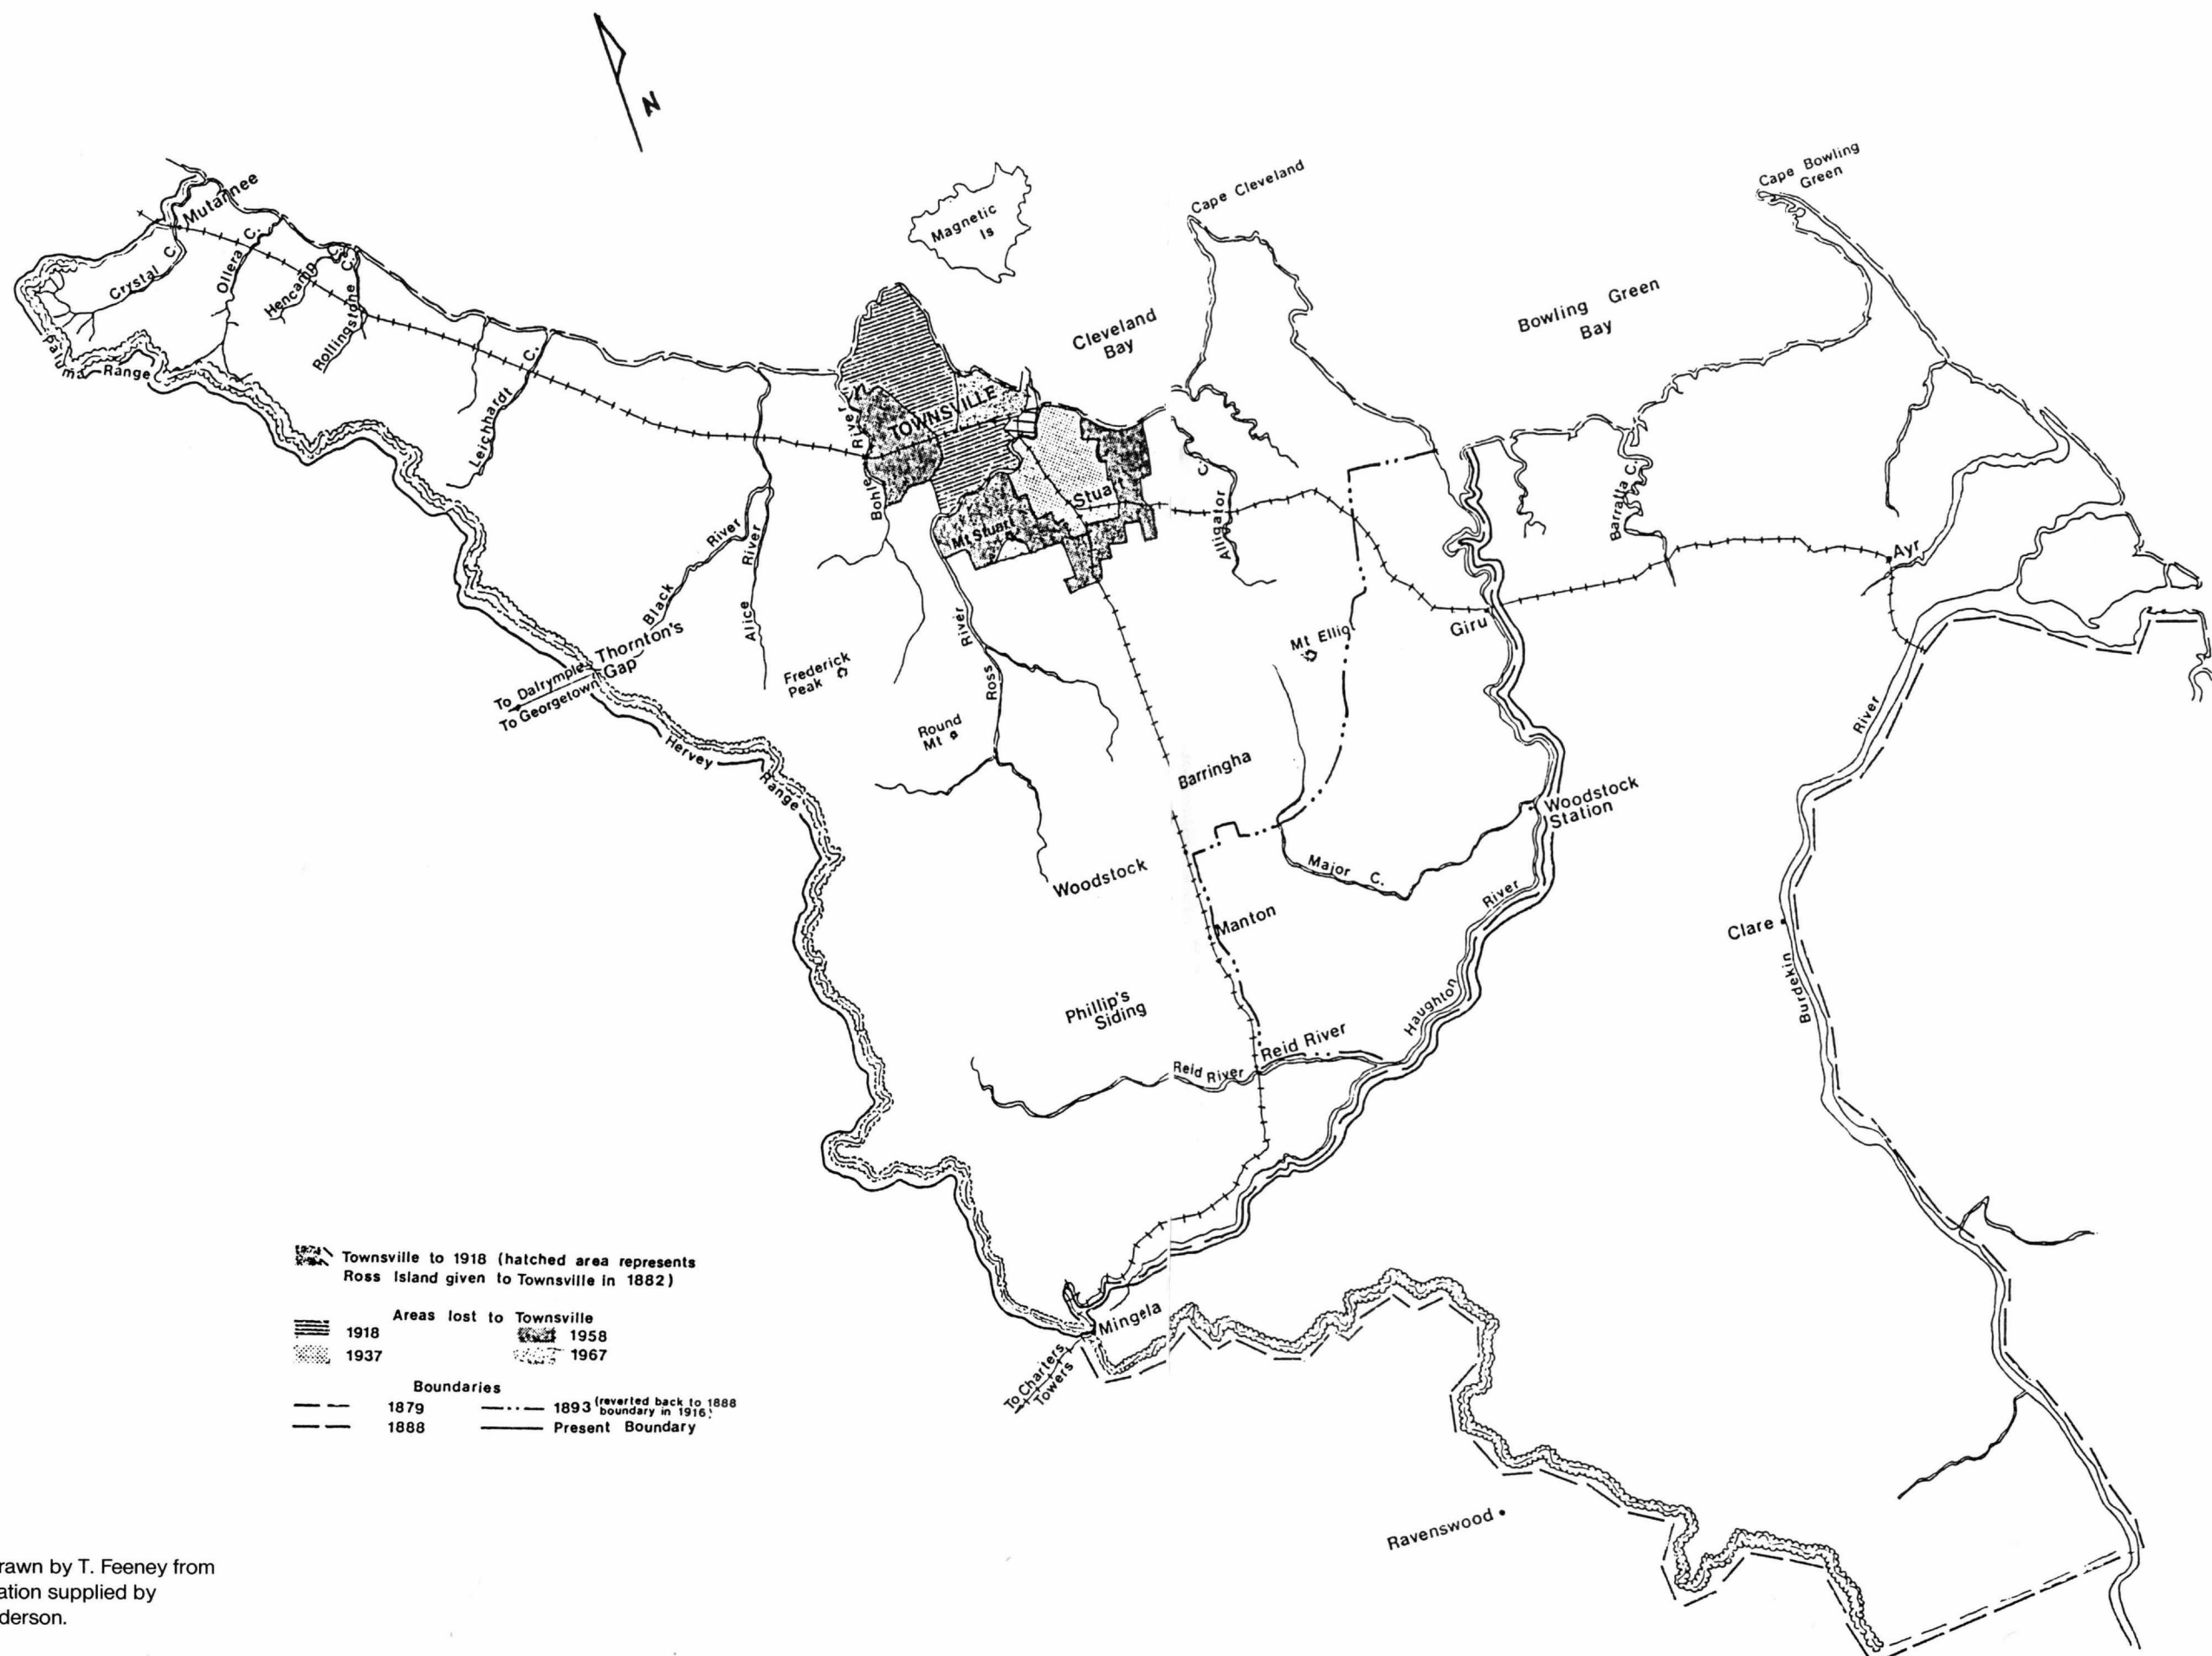 N
Cape Bowling
Green
Cape Cleveland
Mutarnee
Magnetic
Is
Crystal C.
Ollera C.
Hencamp
Rollingstone C.
Bowling Green
Bay
Cleveland
Bay
Range
Leichhardt C.
TOWNSVILLE
Bohle River
Stuart
Mt Stuart
Alligator C.
Barratta C.
Ayr
Black River
Alice River
Giru
Mt Elliot
Thornton's
Gap
To Dalrymple
To Georgetown
Frederick
Peak
Ross River
Round
Mt
Hervey Range
Barringha
Woodstock
Station
Woodstock
Major C.
Manton
Haughton River
Clare
Burdekin River
Phillip's
Siding
Reid River
Reid River
Mingela
To Charters
Towers
Ravenswood
Townsville to 1918 (hatched area represents
Ross Island given to Townsville in 1882)
Areas lost to Townsville
1918 1958
1937 1967
Boundaries
1879 1893 (reverted back to 1888
boundary in 1916)
1888 Present Boundary
rawn by T. Feeney from
ation supplied by
derson.